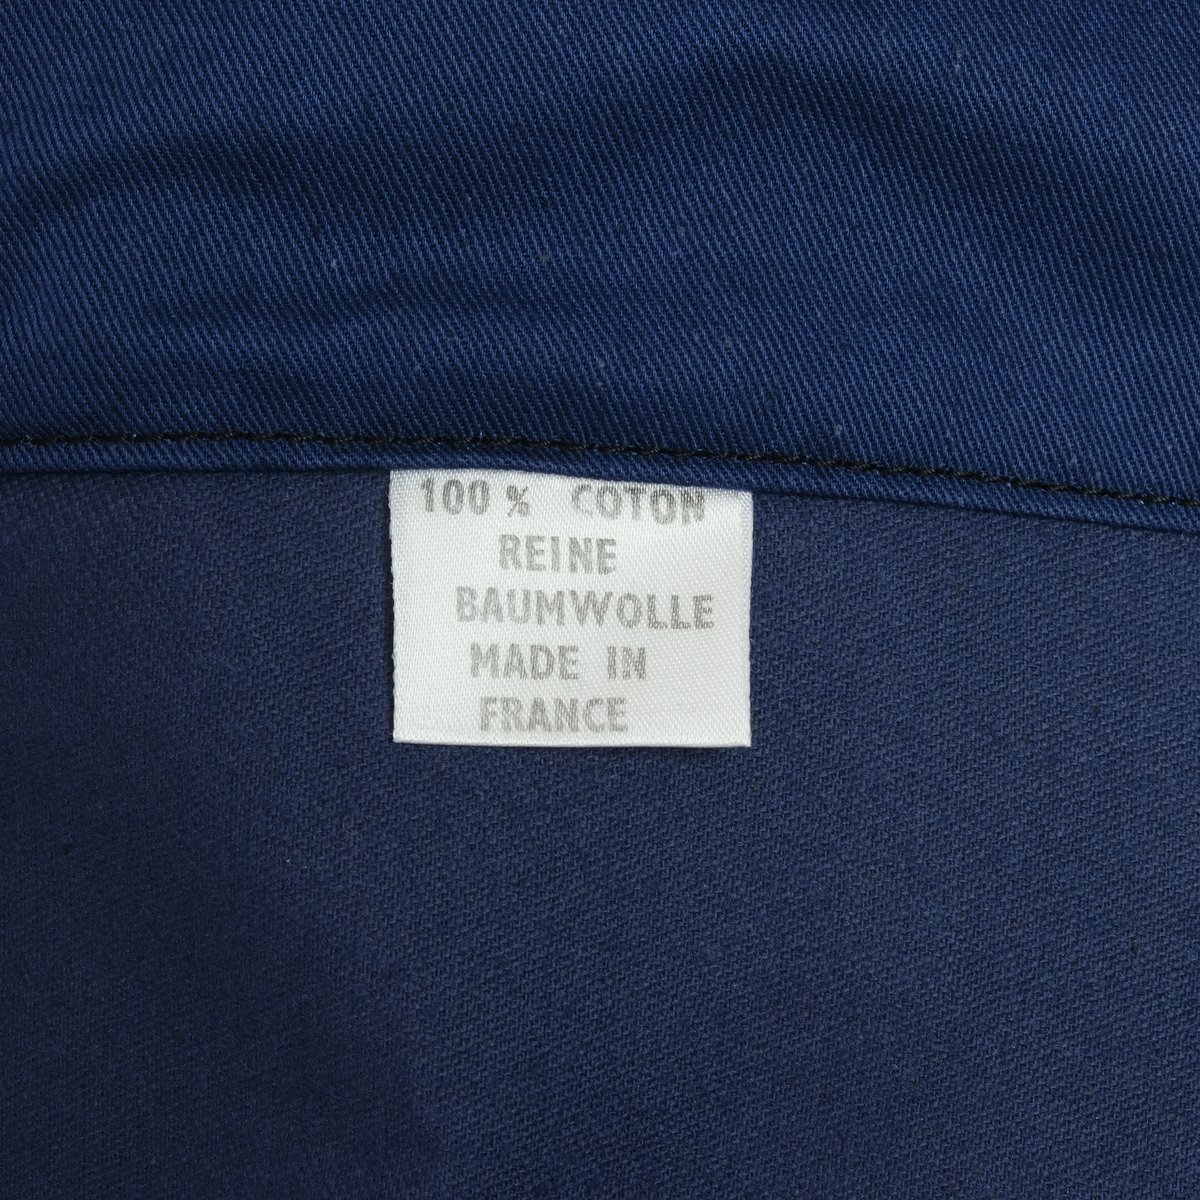 100 % COTON
REINE
BAUMWOLLE
MADE IN
FRANCE